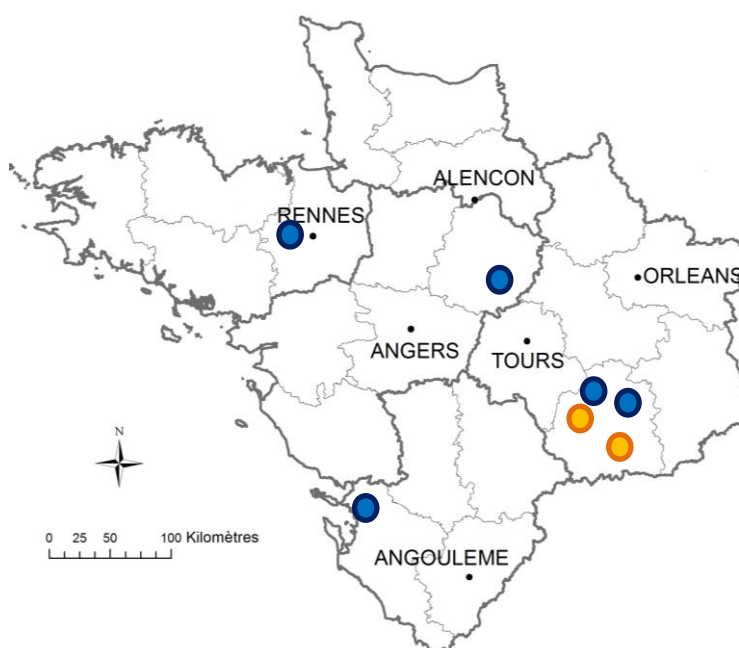 ALENCON
RENNES
ORLEANS
ANGERS
TOURS
N
0 25 50 100 Kilomètres
ANGOULEME